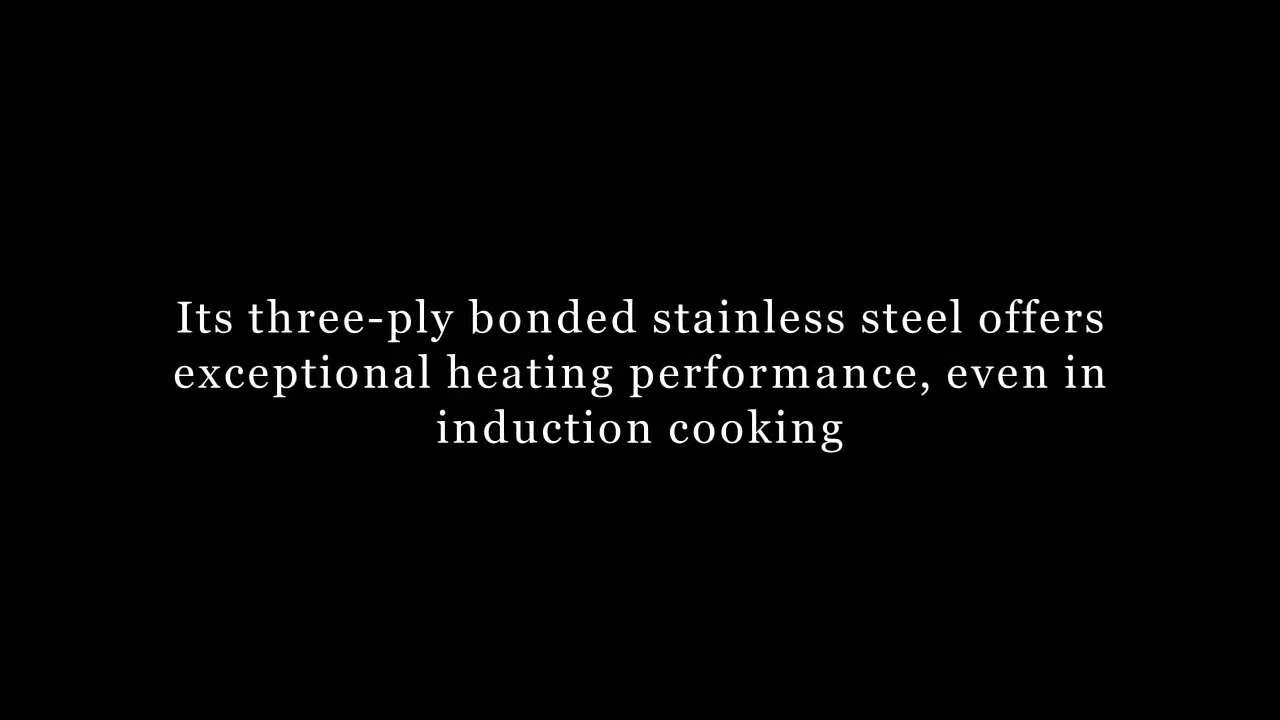 Its three-ply bonded stainless steel offers
exceptional heating performance, even in
induction cooking